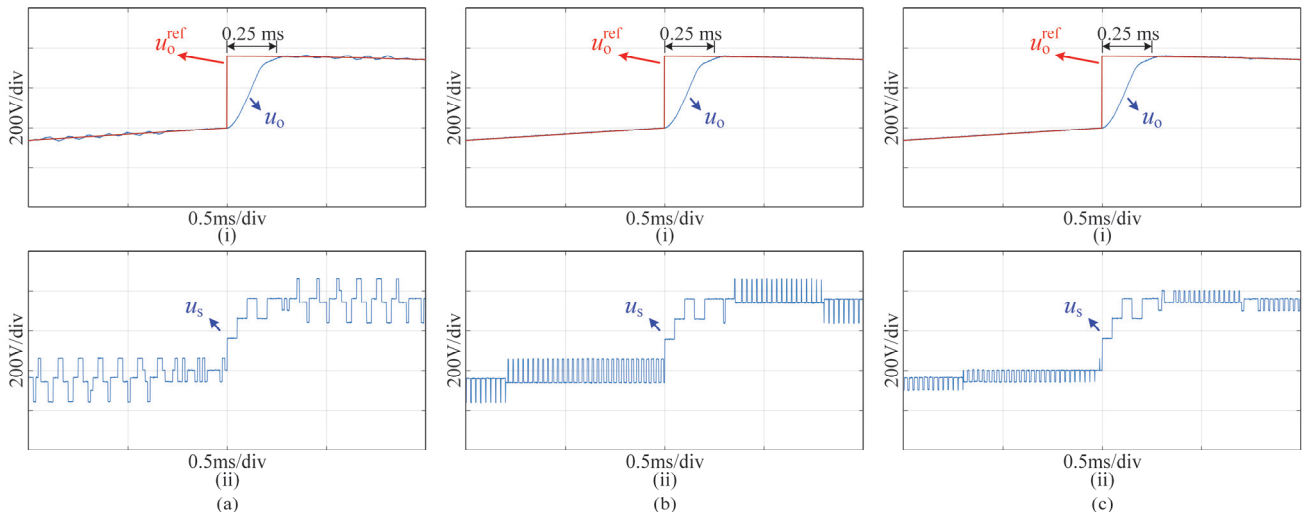 0.25 ms
u_o^ref
u_o
200V/div
0.5ms/div
(i)
u_s
200V/div
0.5ms/div
(ii)
(a)
0.25 ms
u_o^ref
u_o
200V/div
0.5ms/div
(i)
u_s
200V/div
0.5ms/div
(ii)
(b)
0.25 ms
u_o^ref
u_o
200V/div
0.5ms/div
(i)
u_s
200V/div
0.5ms/div
(ii)
(c)